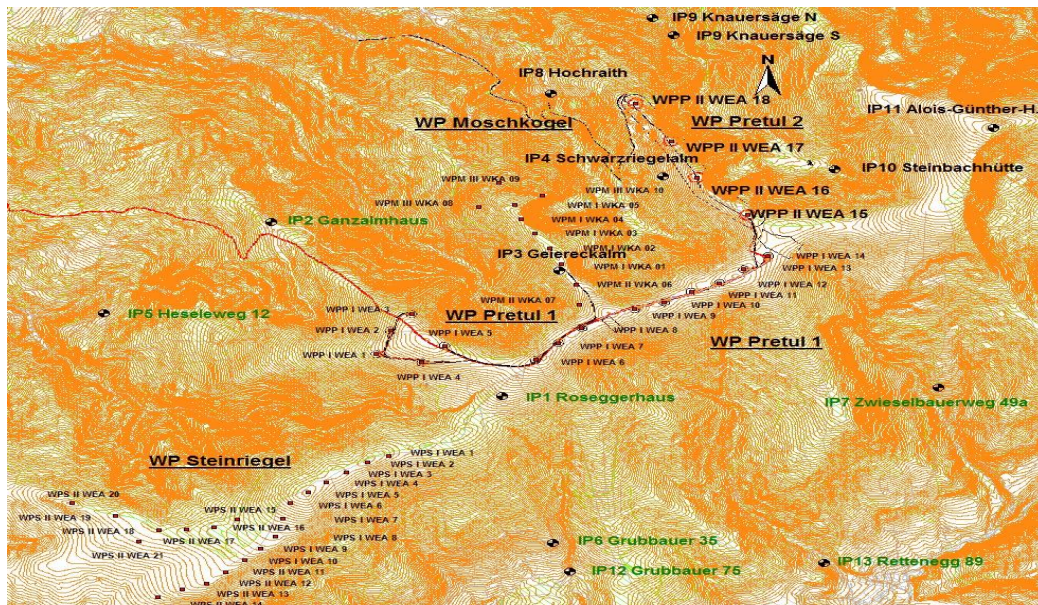 IP9 Knauersäge N
IP9 Knauersäge S
N
IP8 Hochraith
WPP II WEA 18
IP11 Alois-Günther-H.
WP Moschkogel
WP Pretul 2
WPP II WEA 17
IP4 Schwarzriegelalm
IP10 Steinbachhütte
WPM III WKA 09
WPM III WKA 10
WPP II WEA 16
WPM III WKA 08
WPM I WKA 05
WPP II WEA 15
IP2 Ganzalmhaus
WPM I WKA 04
WPM I WKA 03
WPM I WKA 02
IP3 Geiereckalm
WPP I WEA 14
WPM I WKA 01
WPP I WEA 13
WPM II WKA 06
WPP I WEA 12
WPP I WEA 11
WPM II WKA 07
WPP I WEA 10
IP5 Heseleweg 12
WPP I WEA 3
WP Pretul 1
WPP I WEA 9
WPP I WEA 2
WPP I WEA 5
WPP I WEA 8
WP Pretul 1
WPP I WEA 7
WPP I WEA 1
WPP I WEA 6
WPP I WEA 4
IP1 Roseggerhaus
IP7 Zwieselbauerweg 49a
WP Steinriegel
WPS I WEA 1
WPS I WEA 2
WPS I WEA 3
WPS I WEA 4
WPS I WEA 5
WPS II WEA 20
WPS I WEA 6
WPS II WEA 15
WPS II WEA 19
WPS I WEA 7
WPS II WEA 16
WPS II WEA 18
WPS I WEA 8
WPS II WEA 17
IP6 Grubbauer 35
WPS I WEA 9
WPS II WEA 21
WPS I WEA 10
IP13 Rettenegg 89
WPS II WEA 11
IP12 Grubbauer 75
WPS II WEA 12
WPS II WEA 13
WPS II WEA 14